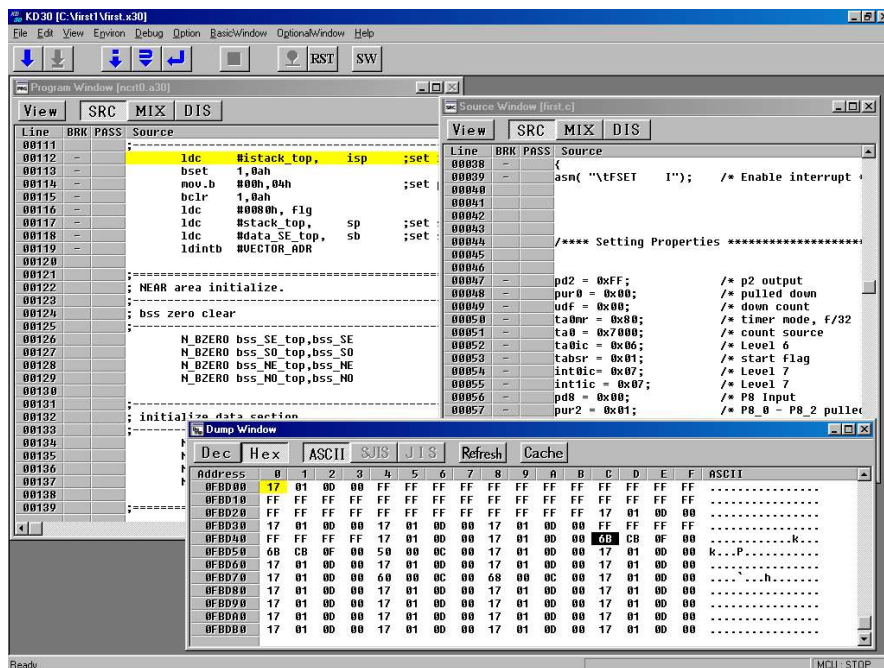 KD30 [C:\first1\first.x30]
File Edit View Environ Debug Option BasicWindow OptionalWindow Help
RST SW
Program Window [ncrt0.a30]
View SRC MIX DIS
Line BRK PASS Source
00111 ;-----------------------------------------
00112 - ldc #istack_top, isp ;set
00113 - bset 1,0ah
00114 - mov.b #00h,04h ;set
00115 - bclr 1,0ah
00116 - ldc #0080h, flg
00117 - ldc #stack_top, sp ;set
00118 - ldc #data_SE_top, sb ;set
00119 - ldintb #VECTOR_ADR
00120
00121 ;=========================================
00122 ; NEAR area initialize.
00123 ;-----------------------------------------
00124 ; bss zero clear
00125 ;-----------------------------------------
00126 N_BZERO bss_SE_top,bss_SE
00127 N_BZERO bss_SO_top,bss_SO
00128 N_BZERO bss_NE_top,bss_NE
00129 N_BZERO bss_NO_top,bss_NO
00130
00131 ;-----------------------------------------
00132 ; initialize data section
00133 ;---------
00134
00135
00136
00137
00138
00139 ;=========
Source Window [first.c]
View SRC MIX DIS
Line BRK PASS Source
00038 - {
00039 - asm( "\tFSET I"); /* Enable interrupt *
00040
00041
00042
00043
00044 /**** Setting Properties ********************
00045
00046
00047 - pd2 = 0xFF; /* p2 output
00048 - pur0 = 0x00; /* pulled down
00049 - udf = 0x00; /* down count
00050 - ta0mr = 0x80; /* timer mode, f/32
00051 - ta0 = 0x7000; /* count source
00052 - ta0ic = 0x06; /* Level 6
00053 - tabsr = 0x01; /* start flag
00054 - int0ic= 0x07; /* Level 7
00055 - int1ic = 0x07; /* Level 7
00056 - pd8 = 0x00; /* P8 Input
00057 - pur2 = 0x01; /* P8_0 - P8_2 pulled
Dump Window
Dec Hex ASCII SJIS JIS Refresh Cache
Address 0 1 2 3 4 5 6 7 8 9 A B C D E F ASCII
0FBD00 17 01 0D 00 FF FF FF FF FF FF FF FF FF FF FF FF ................
0FBD10 FF FF FF FF FF FF FF FF FF FF FF FF FF FF FF FF ................
0FBD20 FF FF FF FF FF FF FF FF FF FF FF FF 17 01 0D 00 ................
0FBD30 17 01 0D 00 17 01 0D 00 17 01 0D 00 FF FF FF FF ................
0FBD40 FF FF FF FF 17 01 0D 00 17 01 0D 00 6B CB 0F 00 ............k...
0FBD50 6B CB 0F 00 50 00 0C 00 17 01 0D 00 17 01 0D 00 k...P...........
0FBD60 17 01 0D 00 17 01 0D 00 17 01 0D 00 17 01 0D 00 ................
0FBD70 17 01 0D 00 60 00 0C 00 68 00 0C 00 17 01 0D 00 ....`...h.......
0FBD80 17 01 0D 00 17 01 0D 00 17 01 0D 00 17 01 0D 00 ................
0FBD90 17 01 0D 00 17 01 0D 00 17 01 0D 00 17 01 0D 00 ................
0FBDA0 17 01 0D 00 17 01 0D 00 17 01 0D 00 17 01 0D 00 ................
0FBDB0 17 01 0D 00 17 01 0D 00 17 01 0D 00 17 01 0D 00 ................
Ready MCU : STOP